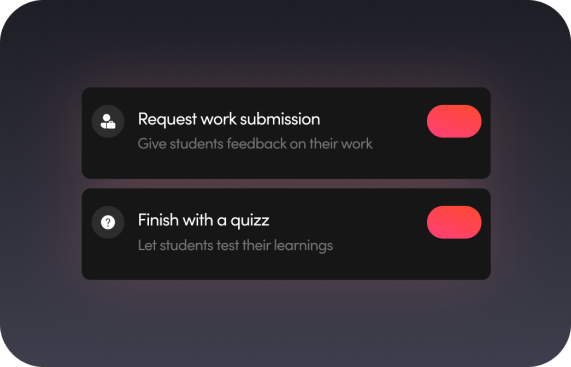 Request work submission
Give students feedback on their work
Finish with a quizz
Let students test their learnings